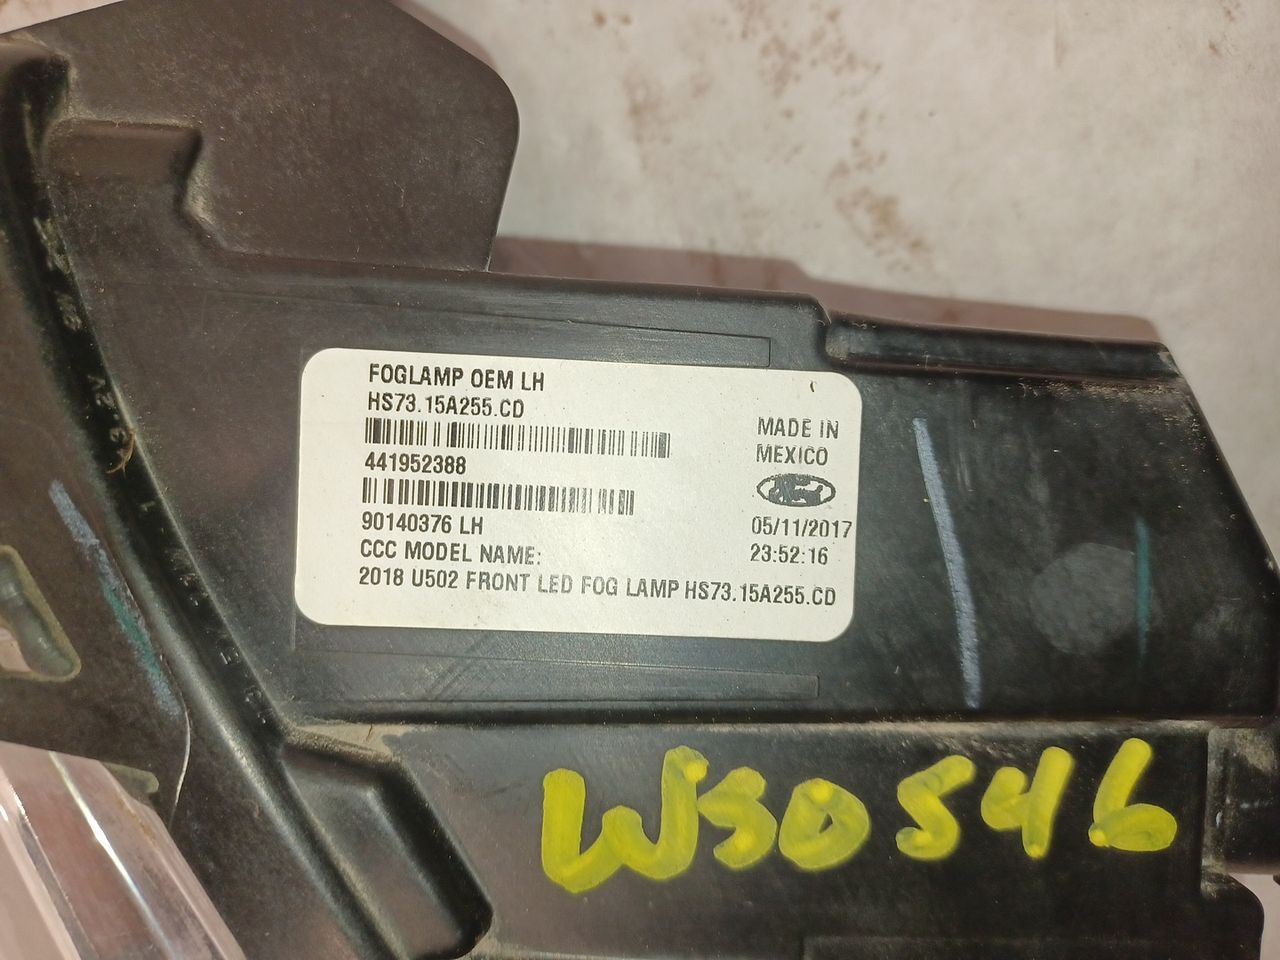 FOGLAMP OEM LH
HS73.15A255.CD
441952388
90140376 LH
CCC MODEL NAME:
2018 U502 FRONT LED FOG LAMP HS73.15A255.CD
MADE IN
MEXICO
05/11/2017
23:52:16
WS0546